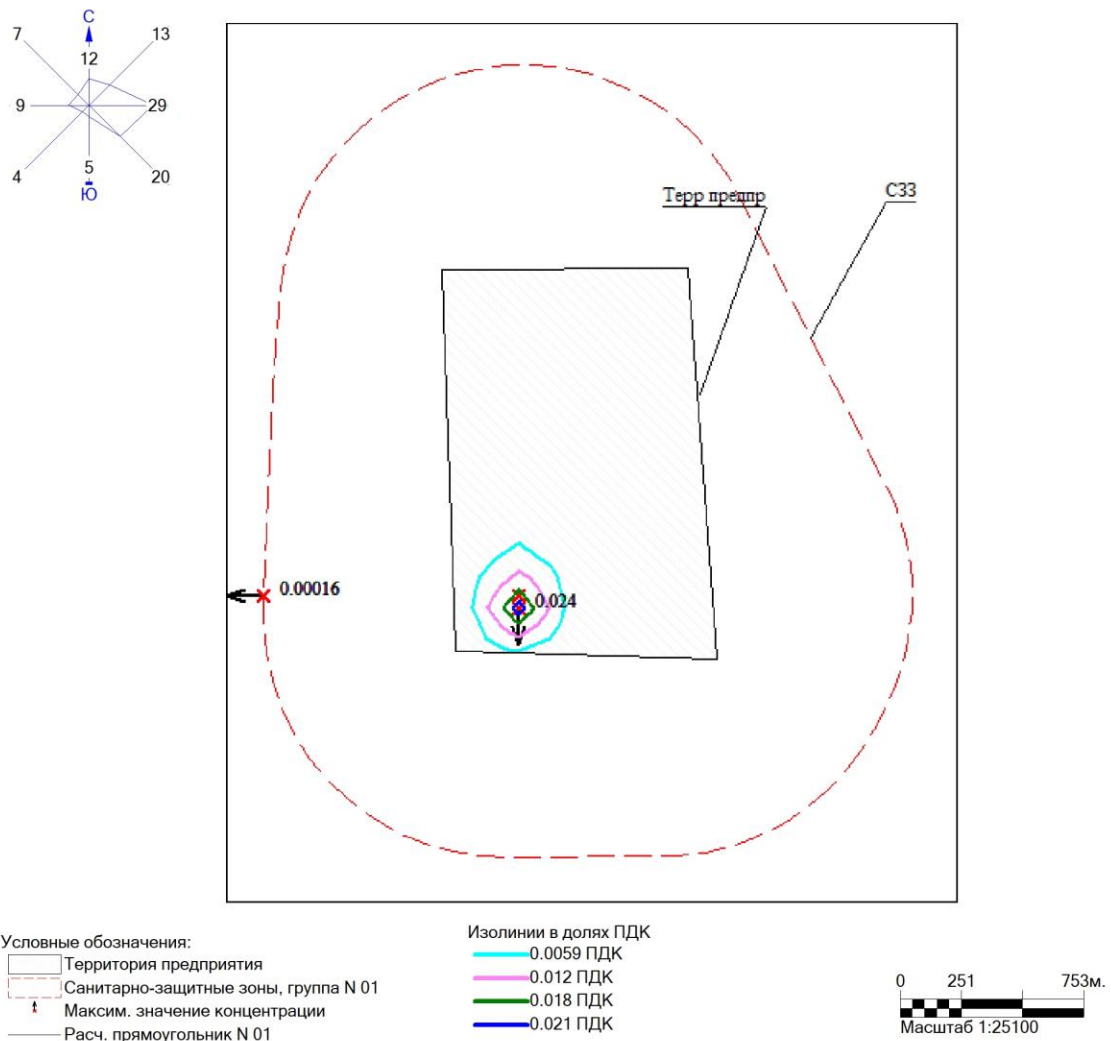 С
7
13
12
9
29
4
5
20
Ю
Терр предпр
СЗЗ
0.00016
0.024
Условные обозначения:
Территория предприятия
Санитарно-защитные зоны, группа N 01
Максим. значение концентрации
Расч. прямоугольник N 01
Изолинии в долях ПДК
0.0059 ПДК
0.012 ПДК
0.018 ПДК
0.021 ПДК
0 251 753м.
Масштаб 1:25100